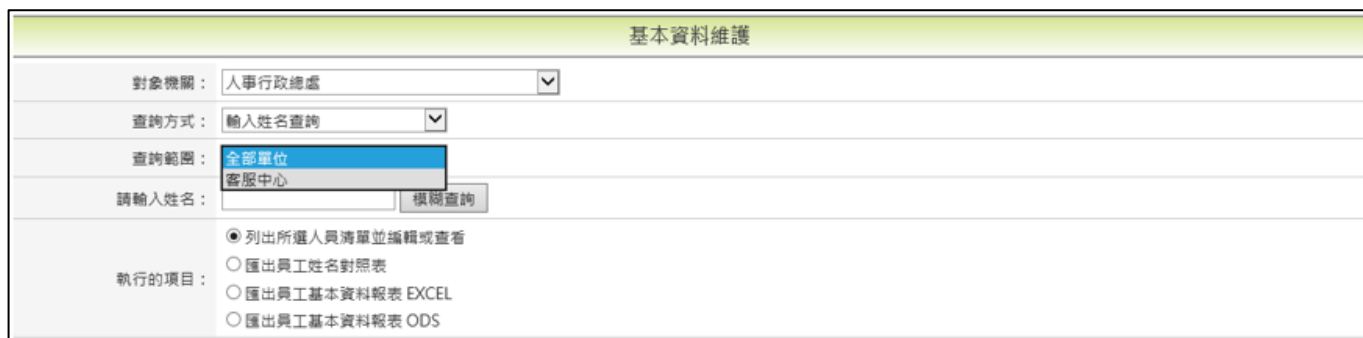 基本資料維護
對象機關： 人事行政總處
查詢方式： 輸入姓名查詢
查詢範圍： 全部單位
客服中心
請輸入姓名： 模糊查詢
執行的項目：
列出所選人員清單並編輯或查看
匯出員工姓名對照表
匯出員工基本資料報表 EXCEL
匯出員工基本資料報表 ODS